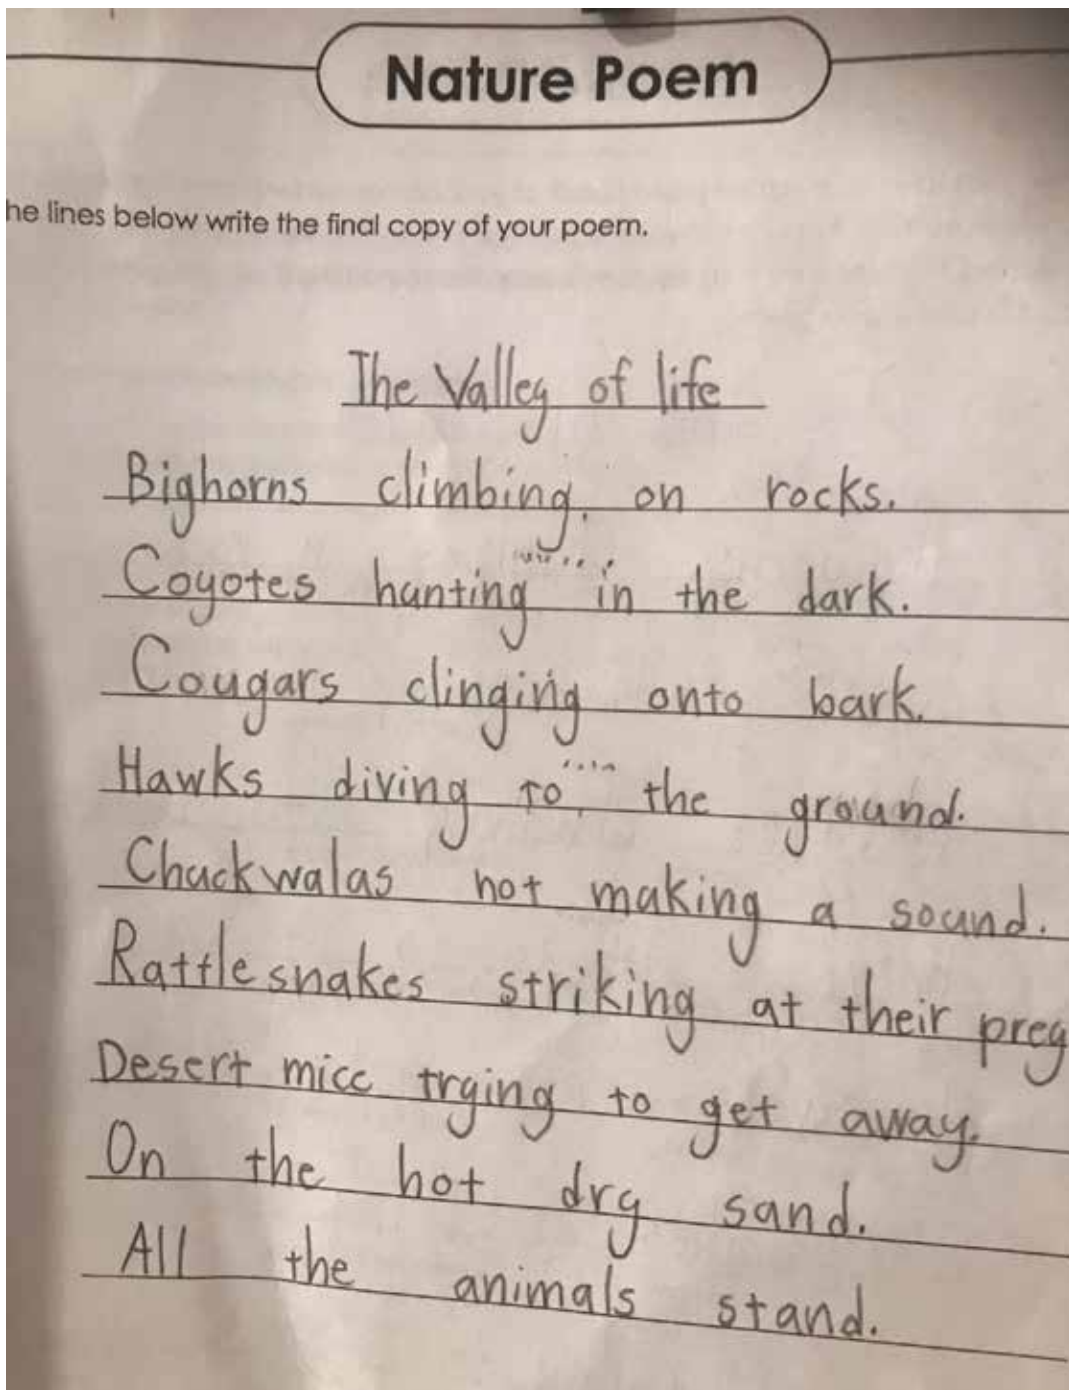 Nature Poem
he lines below write the final copy of your poem.
The Valley of life
Bighorns climbing on rocks.
Coyotes hunting in the dark.
Cougars clinging onto bark.
Hawks diving to the ground.
Chuckwalas not making a sound.
Rattlesnakes striking at their prey
Desert mice trying to get away.
On the hot dry sand.
All the animals stand.